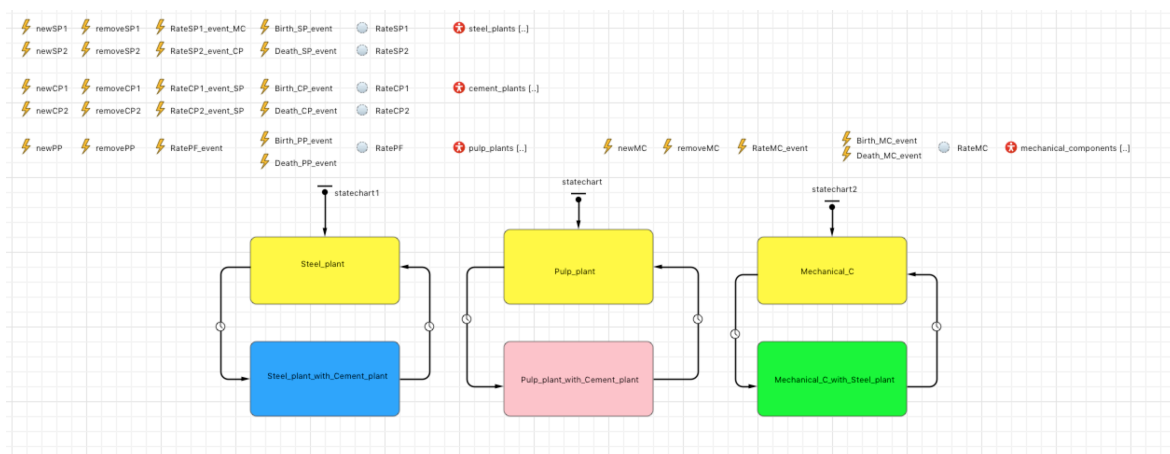 newSP1 removeSP1 RateSP1_event_MC Birth_SP_event RateSP1 steel_plants [..]
newSP2 removeSP2 RateSP2_event_CP Death_SP_event RateSP2
newCP1 removeCP1 RateCP1_event_SP Birth_CP_event RateCP1 cement_plants [..]
newCP2 removeCP2 RateCP2_event_SP Death_CP_event RateCP2
Birth_PP_event Birth_MC_event
newPP removePP RatePF_event RatePF pulp_plants [..] newMC removeMC RateMC_event RateMC mechanical_components [..]
Death_PP_event Death_MC_event
statechart1 statechart statechart2
Steel_plant Pulp_plant Mechanical_C
Steel_plant_with_Cement_plant Pulp_plant_with_Cement_plant Mechanical_C_with_Steel_plant